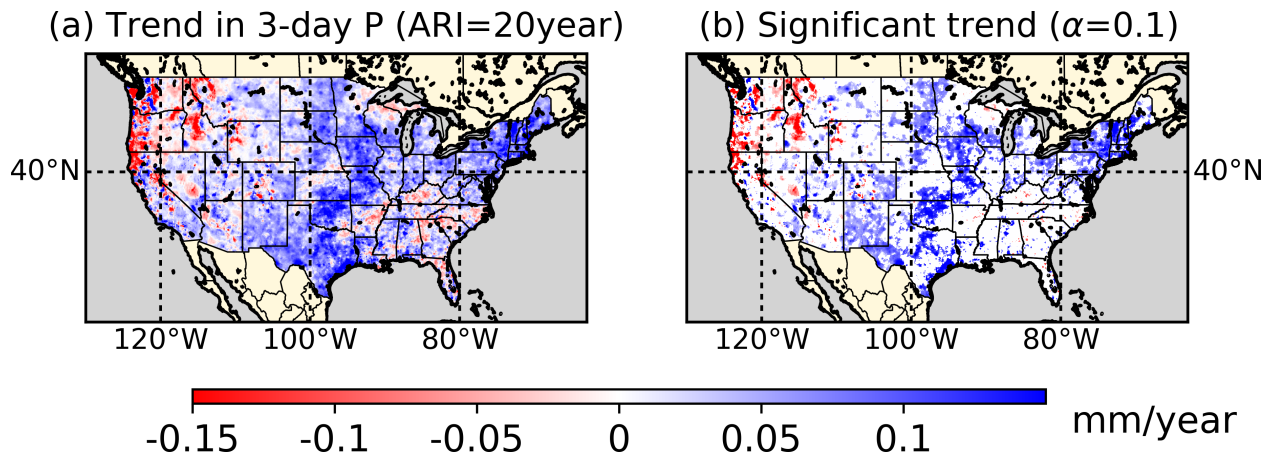 (a) Trend in 3-day P (ARI=20year)
(b) Significant trend (α=0.1)
40°N
40°N
120°W 100°W 80°W
120°W 100°W 80°W
-0.15 -0.1 -0.05 0 0.05 0.1
mm/year